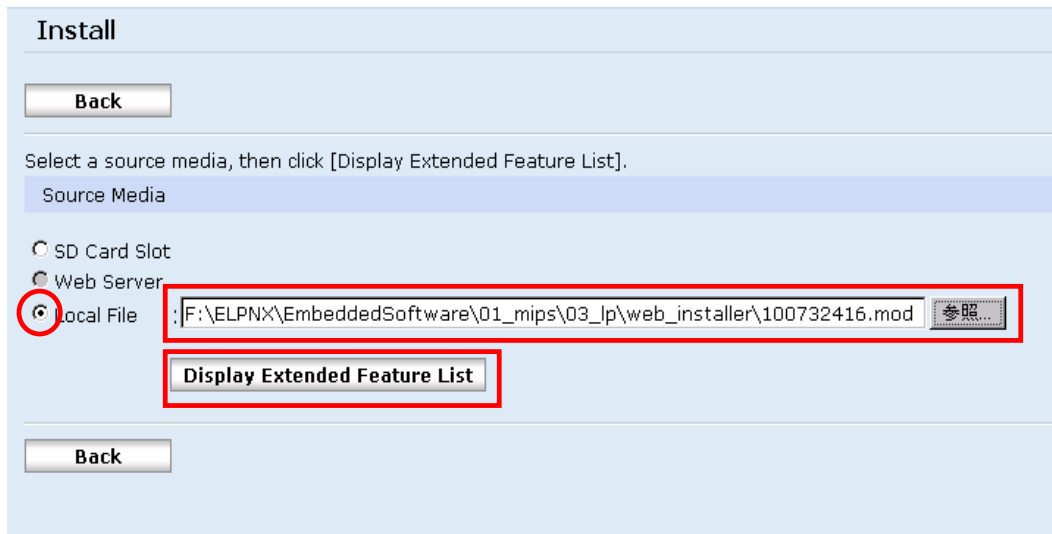 Install
Back
Select a source media, then click [Display Extended Feature List].
Source Media
SD Card Slot
Web Server
Local File : F:\ELPNX\EmbeddedSoftware\01_mips\03_lp\web_installer\100732416.mod 参照...
Display Extended Feature List
Back